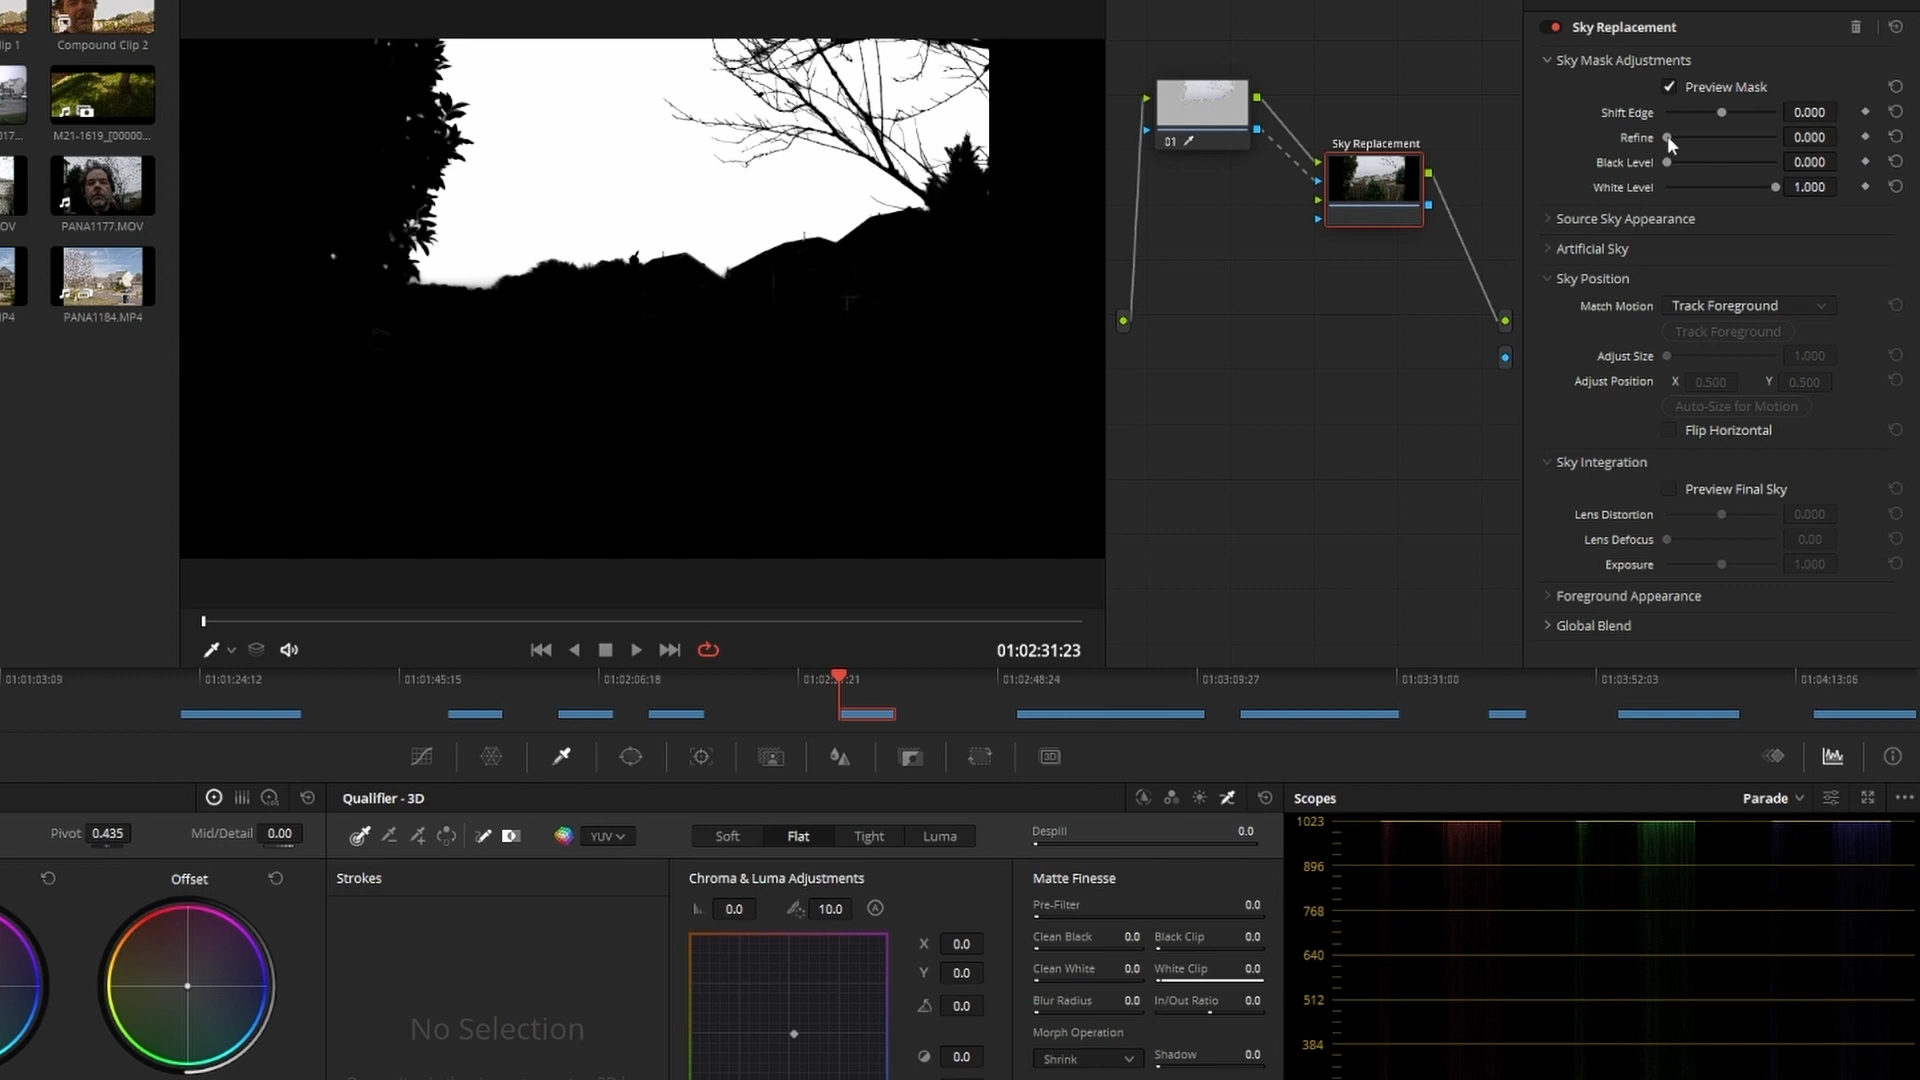 lip 1
Compound Clip 2
017...
M21-1619_[00000...
OV
PANA1177.MOV
MP4
PANA1184.MP4
01
Sky Replacement
Sky Replacement
Sky Mask Adjustments
Preview Mask
Shift Edge 0.000
Refine 0.000
Black Level 0.000
White Level 1.000
Source Sky Appearance
Artificial Sky
Sky Position
Match Motion Track Foreground
Track Foreground
Adjust Size 1.000
Adjust Position X 0.500 Y 0.500
Auto-Size for Motion
Flip Horizontal
Sky Integration
Preview Final Sky
Lens Distortion 0.000
Lens Defocus 0.00
Exposure 1.000
Foreground Appearance
Global Blend
01:02:31:23
01:01:03:09 01:01:24:12 01:01:45:15 01:02:06:18 01:02:27:21 01:02:48:24 01:03:09:27 01:03:31:00 01:03:52:03 01:04:13:06
3D
Pivot 0.435 Mid/Detail 0.00
Offset
Qualifier - 3D
YUV
Soft Flat Tight Luma
Despill 0.0
Strokes
No Selection
Chroma & Luma Adjustments
0.0 10.0 A
X 0.0
Y 0.0
0.0
0.0
Matte Finesse
Pre-Filter 0.0
Clean Black 0.0 Black Clip 0.0
Clean White 0.0 White Clip 0.0
Blur Radius 0.0 In/Out Ratio 0.0
Morph Operation
Shrink Shadow 0.0
Scopes Parade
1023
896
768
640
512
384